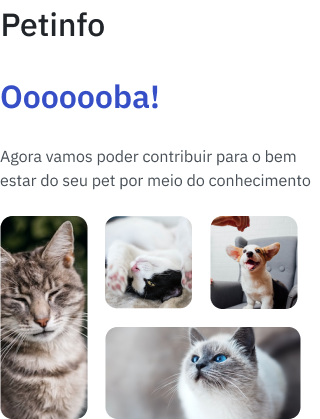 Petinfo
Ooooooba!
Agora vamos poder contribuir para o bem
estar do seu pet por meio do conhecimento